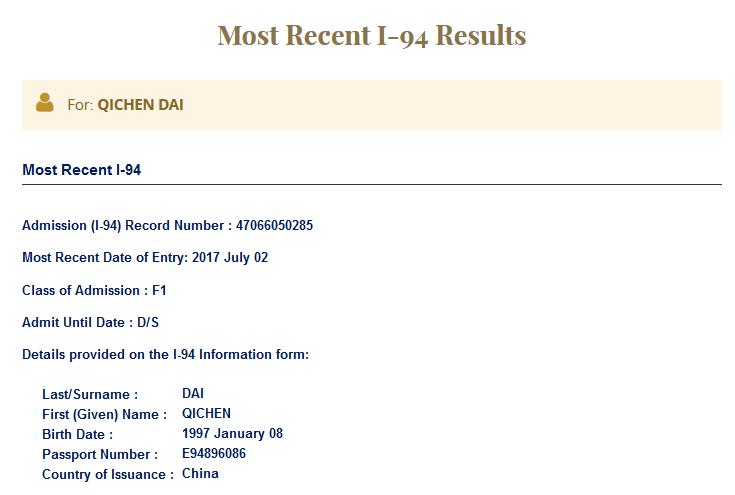 Most Recent I-94 Results
For: QICHEN DAI
Most Recent I-94
Admission (I-94) Record Number : 47066050285
Most Recent Date of Entry: 2017 July 02
Class of Admission : F1
Admit Until Date : D/S
Details provided on the I-94 Information form:
Last/Surname : DAI
First (Given) Name : QICHEN
Birth Date : 1997 January 08
Passport Number : E94896086
Country of Issuance : China